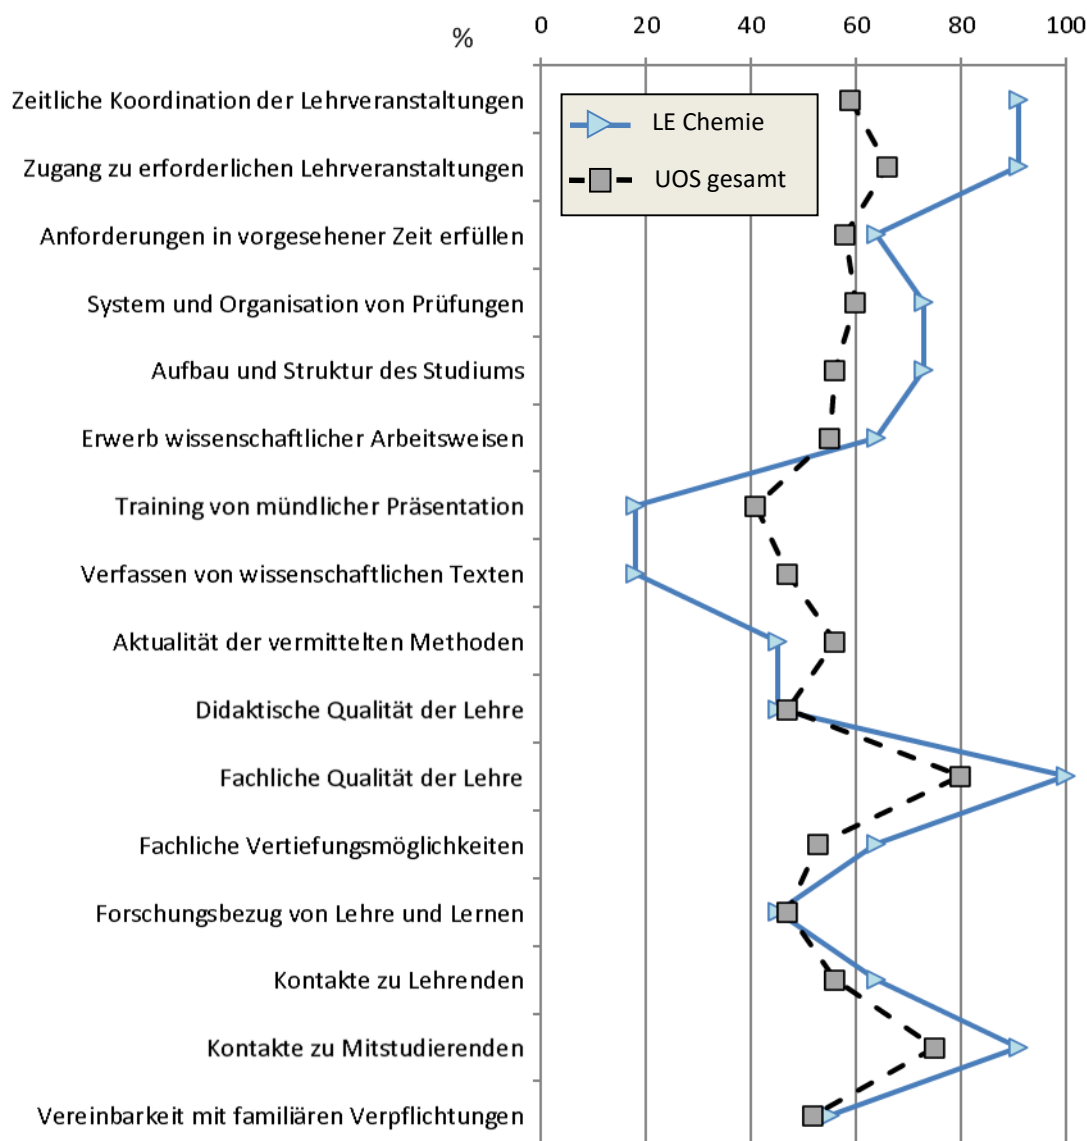 % 0 20 40 60 80 100
Zeitliche Koordination der Lehrveranstaltungen
LE Chemie
Zugang zu erforderlichen Lehrveranstaltungen
UOS gesamt
Anforderungen in vorgesehener Zeit erfüllen
System und Organisation von Prüfungen
Aufbau und Struktur des Studiums
Erwerb wissenschaftlicher Arbeitsweisen
Training von mündlicher Präsentation
Verfassen von wissenschaftlichen Texten
Aktualität der vermittelten Methoden
Didaktische Qualität der Lehre
Fachliche Qualität der Lehre
Fachliche Vertiefungsmöglichkeiten
Forschungsbezug von Lehre und Lernen
Kontakte zu Lehrenden
Kontakte zu Mitstudierenden
Vereinbarkeit mit familiären Verpflichtungen